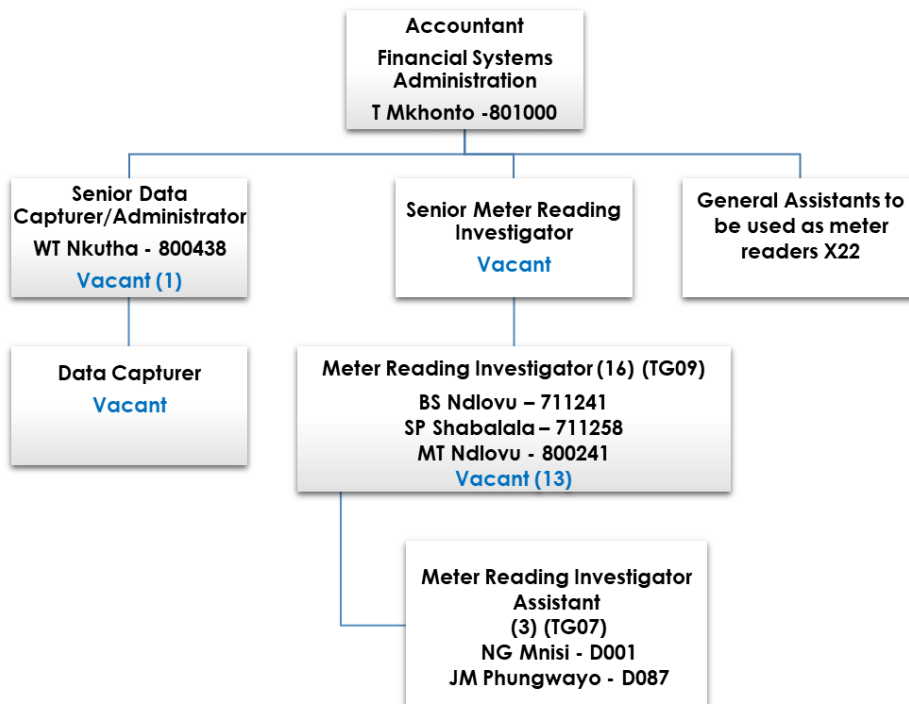 Accountant
Financial Systems
Administration
T Mkhonto -801000
Senior Data
Capturer/Administrator
WT Nkutha - 800438
Vacant (1)
Senior Meter Reading
Investigator
Vacant
General Assistants to
be used as meter
readers X22
Data Capturer
Vacant
Meter Reading Investigator (16) (TG09)
BS Ndlovu – 711241
SP Shabalala – 711258
MT Ndlovu - 800241
Vacant (13)
Meter Reading Investigator
Assistant
(3) (TG07)
NG Mnisi - D001
JM Phungwayo - D087